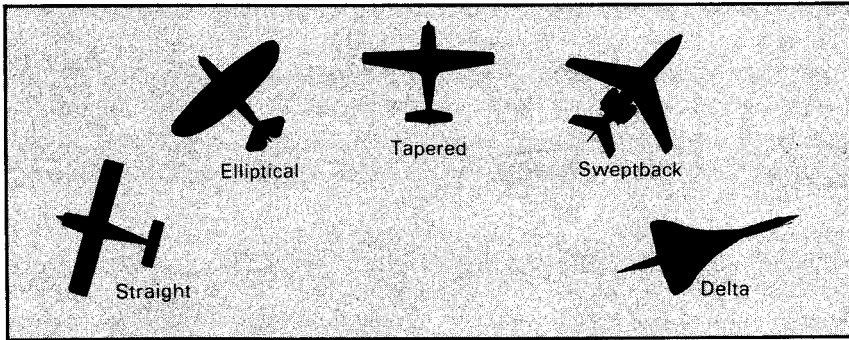 Elliptical
Tapered
Sweptback
Straight
Delta